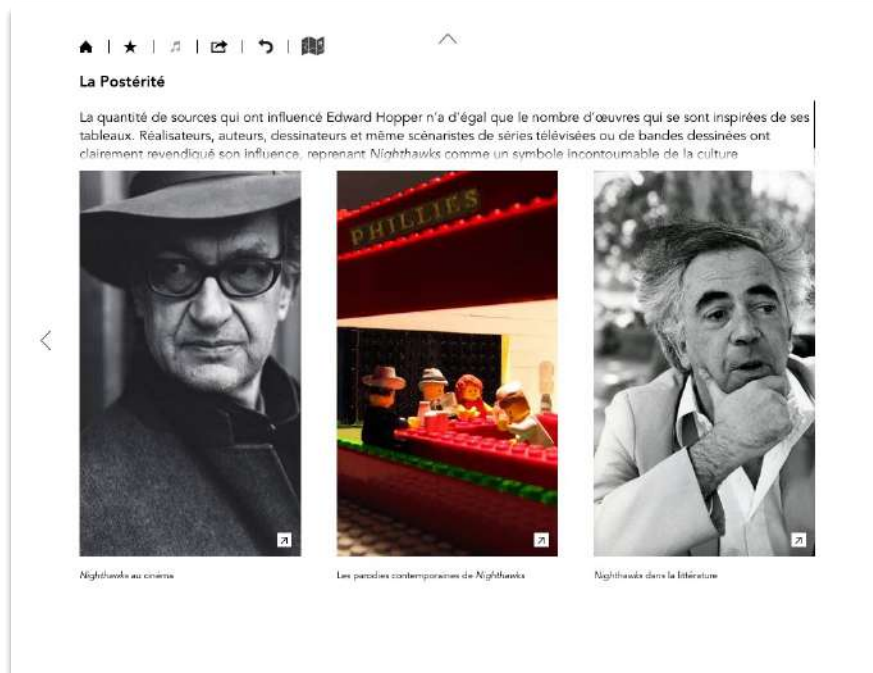 La Postérité
La quantité de sources qui ont influencé Edward Hopper n'a d'égal que le nombre d'œuvres qui se sont inspirées de ses
tableaux. Réalisateurs, auteurs, dessinateurs et même scénaristes de séries télévisées ou de bandes dessinées ont
clairement revendiqué son influence, reprenant Nighthawks comme un symbole incontournable de la culture
PHILLIES
Nighthawks au cinéma
Les parodies contemporaines de Nighthawks
Nighthawks dans la littérature